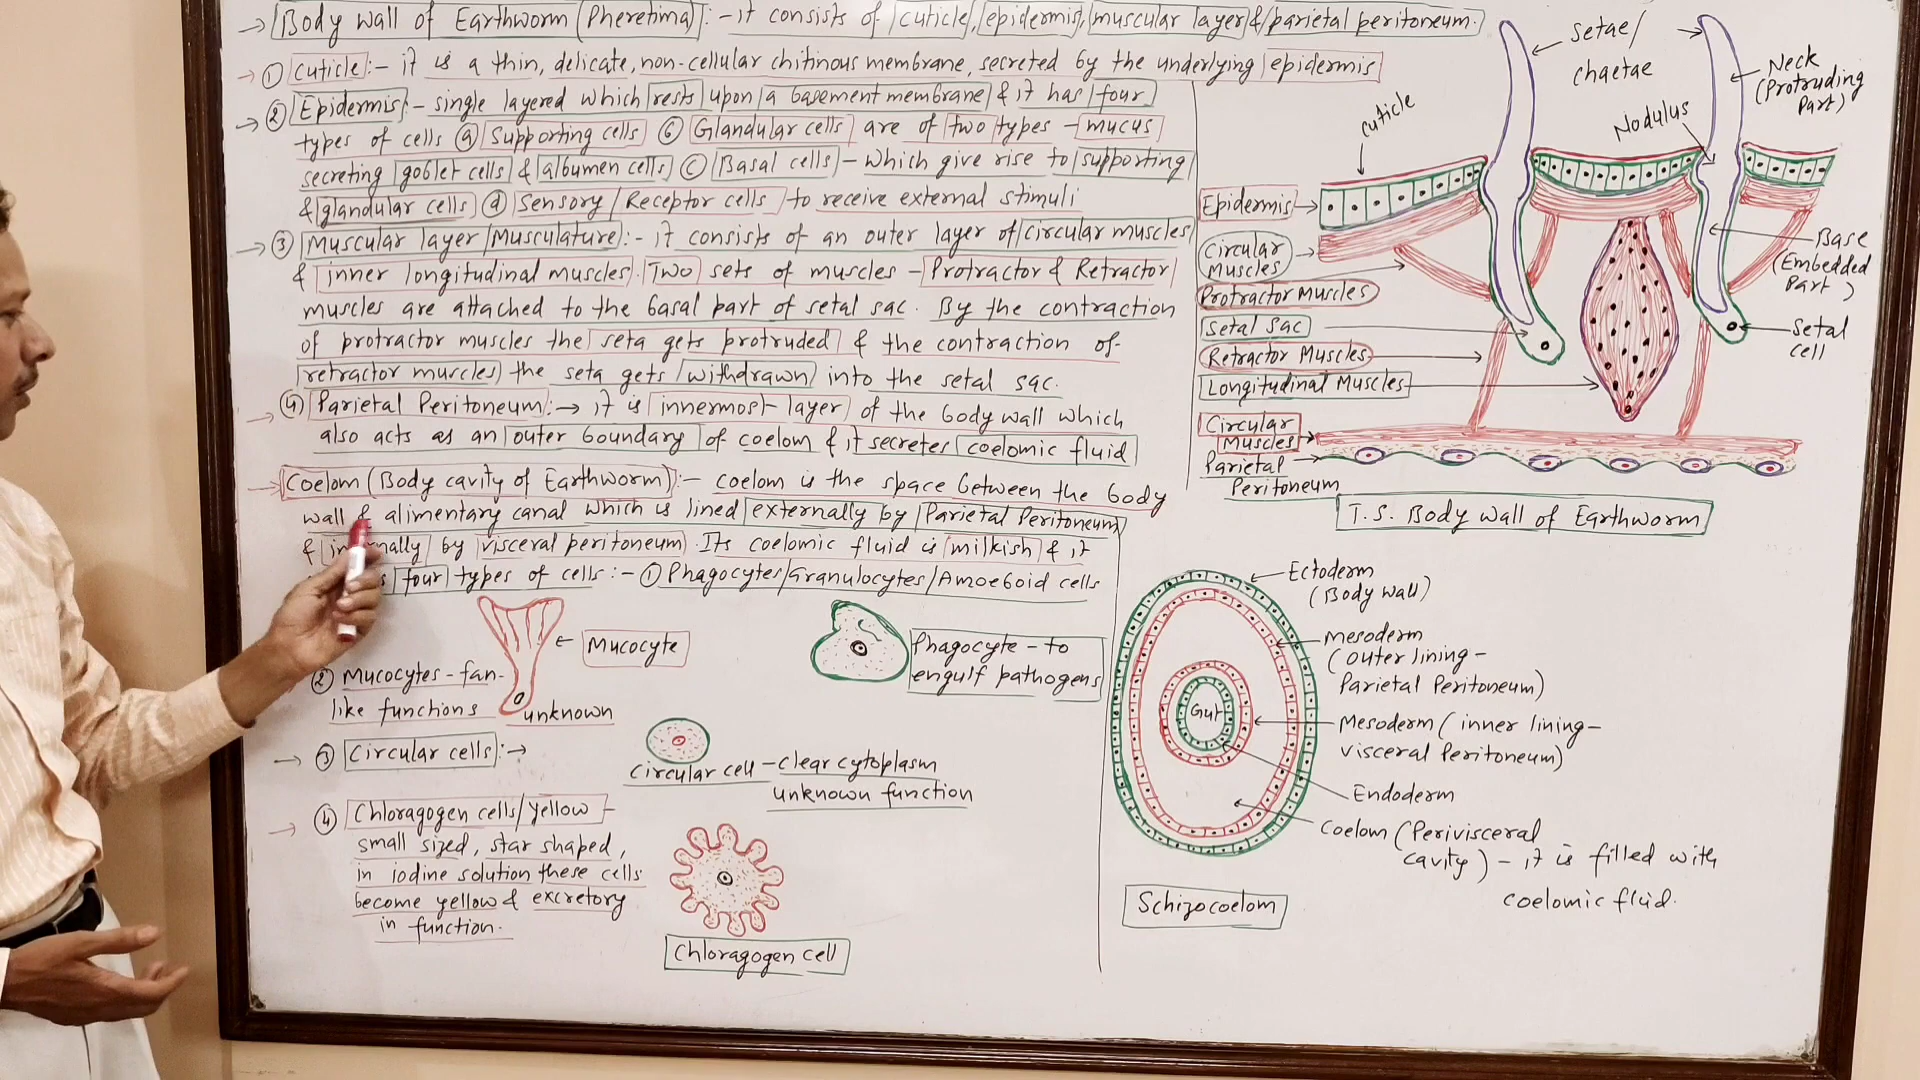 → Body wall of Earthworm (Pheretima) :- it consists of cuticle, epidermis, muscular layer & parietal peritoneum.
→ ① Cuticle :- it is a thin, delicate, non-cellular chitinous membrane, secreted by the underlying epidermis
→ ② Epidermis :- single layered which rests upon a basement membrane & it has four
types of cells ⓐ Supporting cells ⓑ Glandular cells are of two types - mucus
secreting goblet cells & albumen cells ⓒ Basal cells - which give rise to supporting
& glandular cells ⓓ Sensory/Receptor cells to receive external stimuli
→ ③ Muscular layer/Musculature :- it consists of an outer layer of circular muscles
& inner longitudinal muscles. Two sets of muscles - Protractor & Retractor
muscles are attached to the basal part of setal sac. By the contraction
of protractor muscles the seta gets protruded & the contraction of
retractor muscles the seta gets withdrawn into the setal sac.
→ ④ Parietal Peritoneum :→ it is innermost layer of the body wall which
also acts as an outer boundary of coelom & it secretes coelomic fluid
→ Coelom (Body cavity of Earthworm) :- coelom is the space between the body
wall & alimentary canal which is lined externally by Parietal Peritoneum
& internally by visceral peritoneum. Its coelomic fluid is milkish & it
four types of cells :- ① Phagocytes/Granulocytes/Amoeboid cells
← Mucocyte
Phagocyte - to
engulf pathogens
② Mucocytes - fan-
like functions unknown
→ ③ Circular cells :→
Circular cell - clear cytoplasm
unknown function
→ ④ Chloragogen cells/yellow -
small sized, star shaped,
in iodine solution these cells
become yellow & excretory
in function.
Chloragogen cell
Setae/
chaetae
Neck
(Protruding
Part)
Cuticle
Nodulus
Epidermis
Circular
Muscles
Protractor Muscles
Setal Sac
Retractor Muscles
Longitudinal Muscles
Circular
Muscles
Parietal
Peritoneum
Base
(Embedded
Part)
Setal
cell
T.S. Body wall of Earthworm
Ectoderm
(Body wall)
Mesoderm
(outer lining -
Parietal Peritoneum)
Gut
Mesoderm (inner lining -
visceral Peritoneum)
Endoderm
Coelom (Perivisceral
cavity) - it is filled with
coelomic fluid.
Schizocoelom